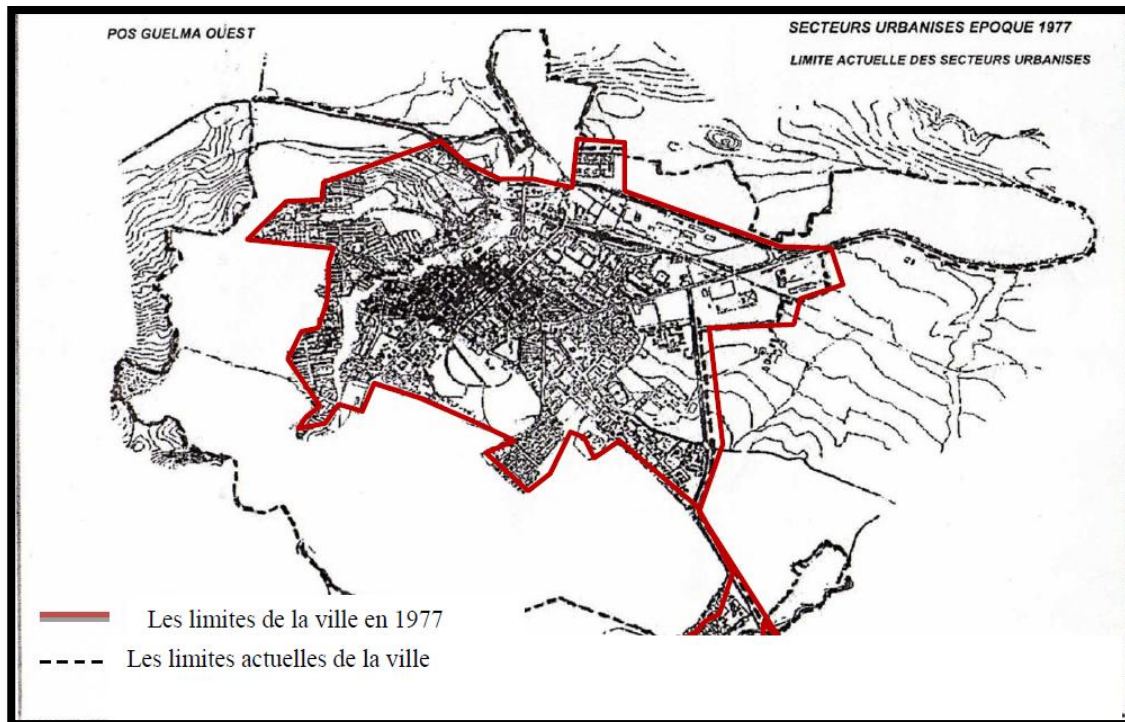 POS GUELMA OUEST
SECTEURS URBANISES EPOQUE 1977
LIMITE ACTUELLE DES SECTEURS URBANISES
Les limites de la ville en 1977
Les limites actuelles de la ville